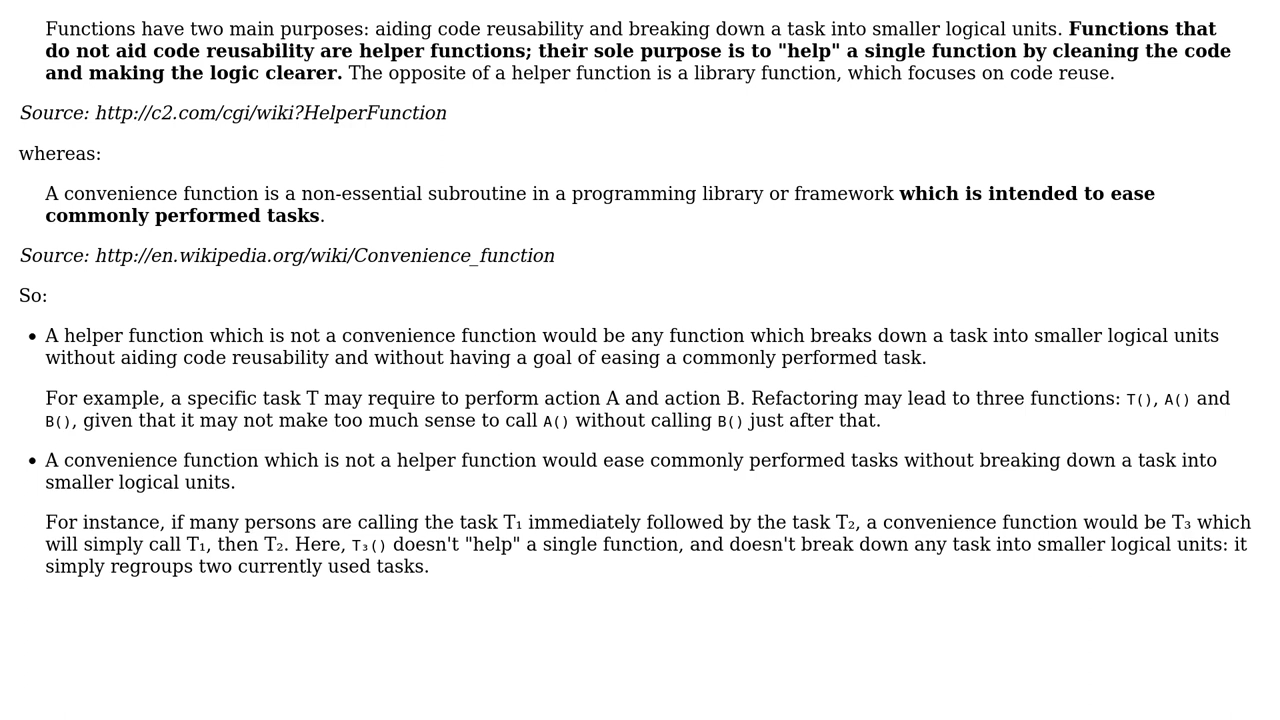 Functions have two main purposes: aiding code reusability and breaking down a task into smaller logical units. Functions that
do not aid code reusability are helper functions; their sole purpose is to "help" a single function by cleaning the code
and making the logic clearer. The opposite of a helper function is a library function, which focuses on code reuse.
Source: http://c2.com/cgi/wiki?HelperFunction
whereas:
A convenience function is a non-essential subroutine in a programming library or framework which is intended to ease
commonly performed tasks.
Source: http://en.wikipedia.org/wiki/Convenience_function
So:
• A helper function which is not a convenience function would be any function which breaks down a task into smaller logical units
without aiding code reusability and without having a goal of easing a commonly performed task.
For example, a specific task T may require to perform action A and action B. Refactoring may lead to three functions: T(), A() and
B(), given that it may not make too much sense to call A() without calling B() just after that.
• A convenience function which is not a helper function would ease commonly performed tasks without breaking down a task into
smaller logical units.
For instance, if many persons are calling the task T₁ immediately followed by the task T₂, a convenience function would be T₃ which
will simply call T₁, then T₂. Here, T₃() doesn't "help" a single function, and doesn't break down any task into smaller logical units: it
simply regroups two currently used tasks.